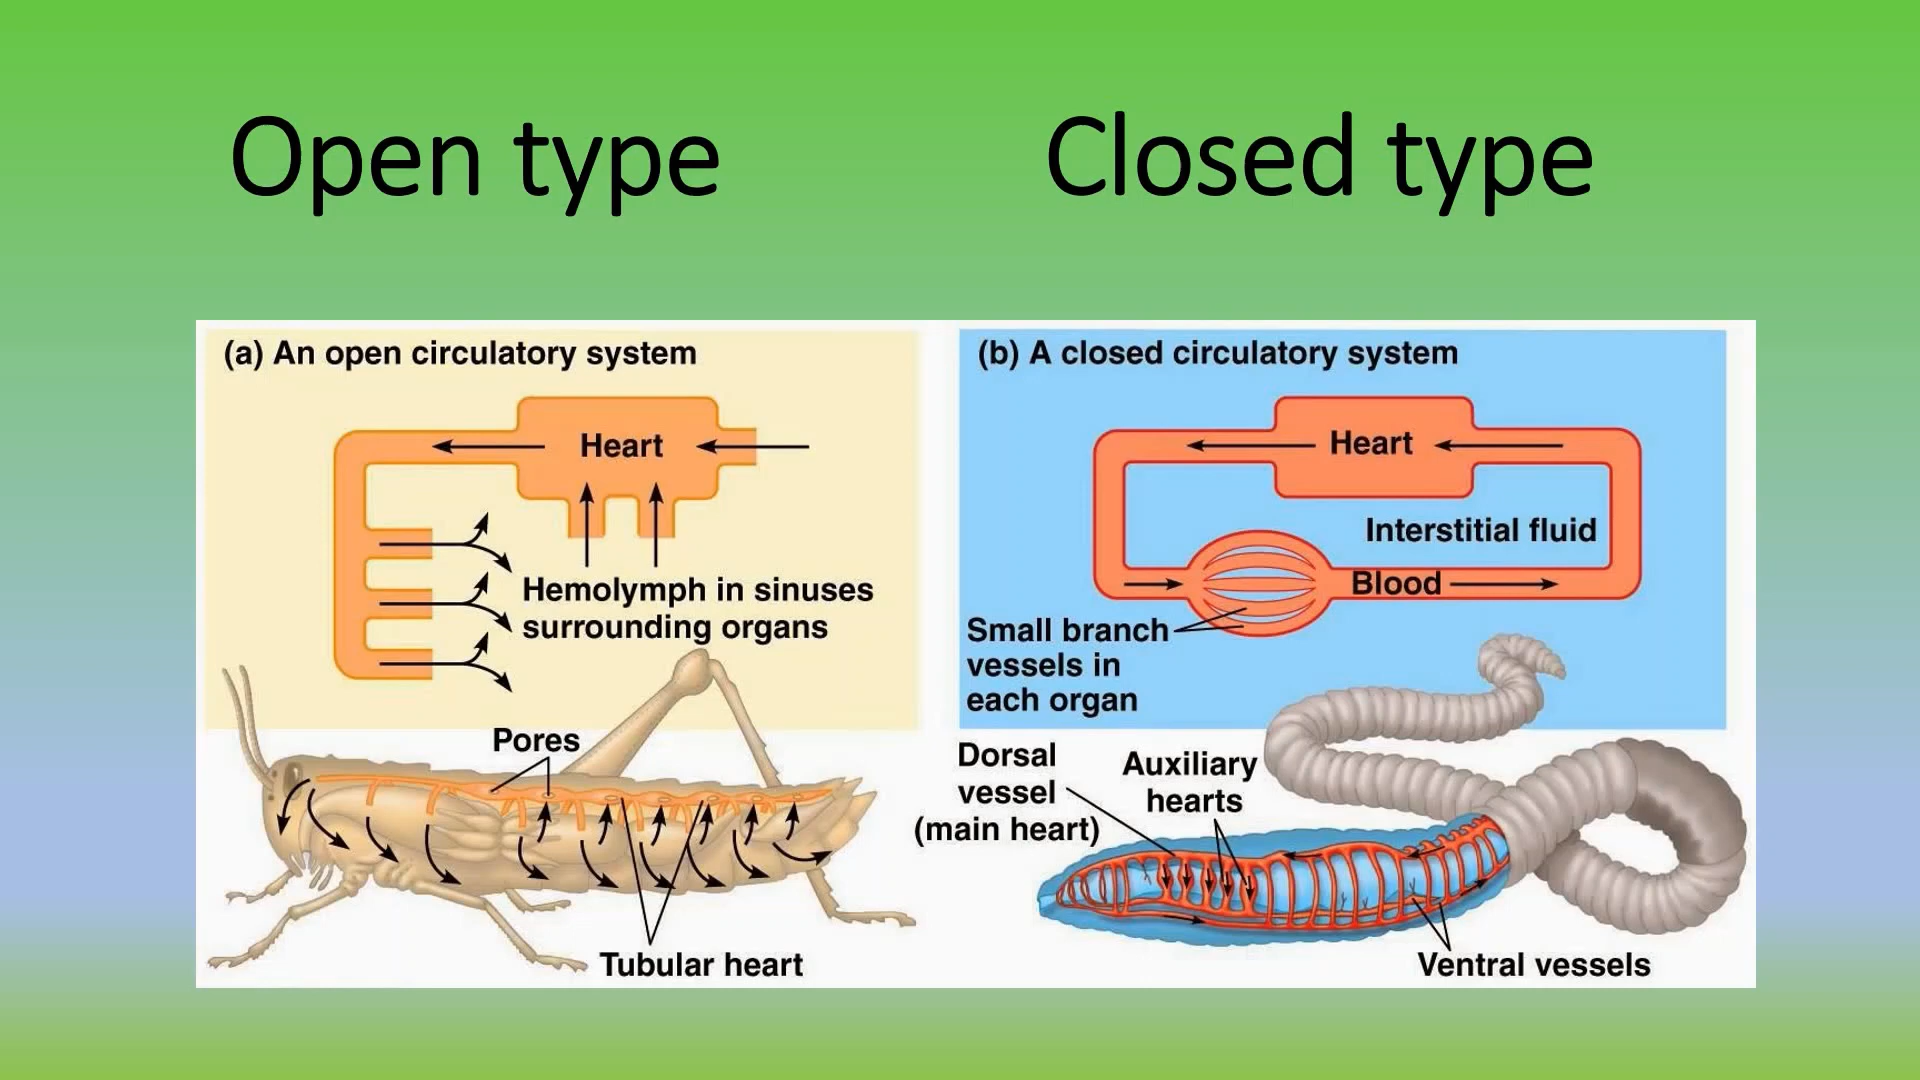 Open type
Closed type
(a) An open circulatory system
Heart
Hemolymph in sinuses
surrounding organs
Pores
Tubular heart
(b) A closed circulatory system
Heart
Interstitial fluid
Blood
Small branch
vessels in
each organ
Dorsal
vessel
(main heart)
Auxiliary
hearts
Ventral vessels